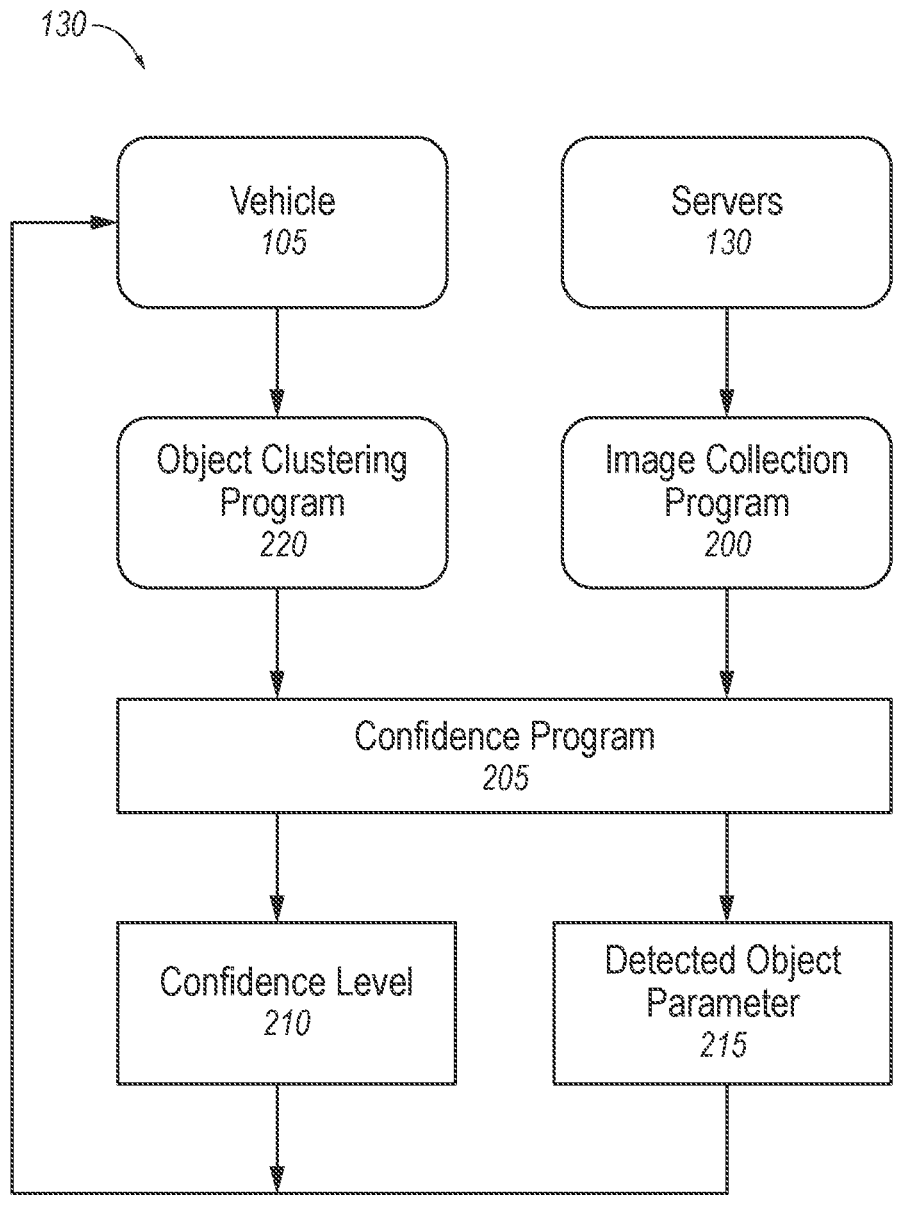 130
Vehicle
105
Servers
130
Object Clustering
Program
220
Image Collection
Program
200
Confidence Program
205
Confidence Level
210
Detected Object
Parameter
215